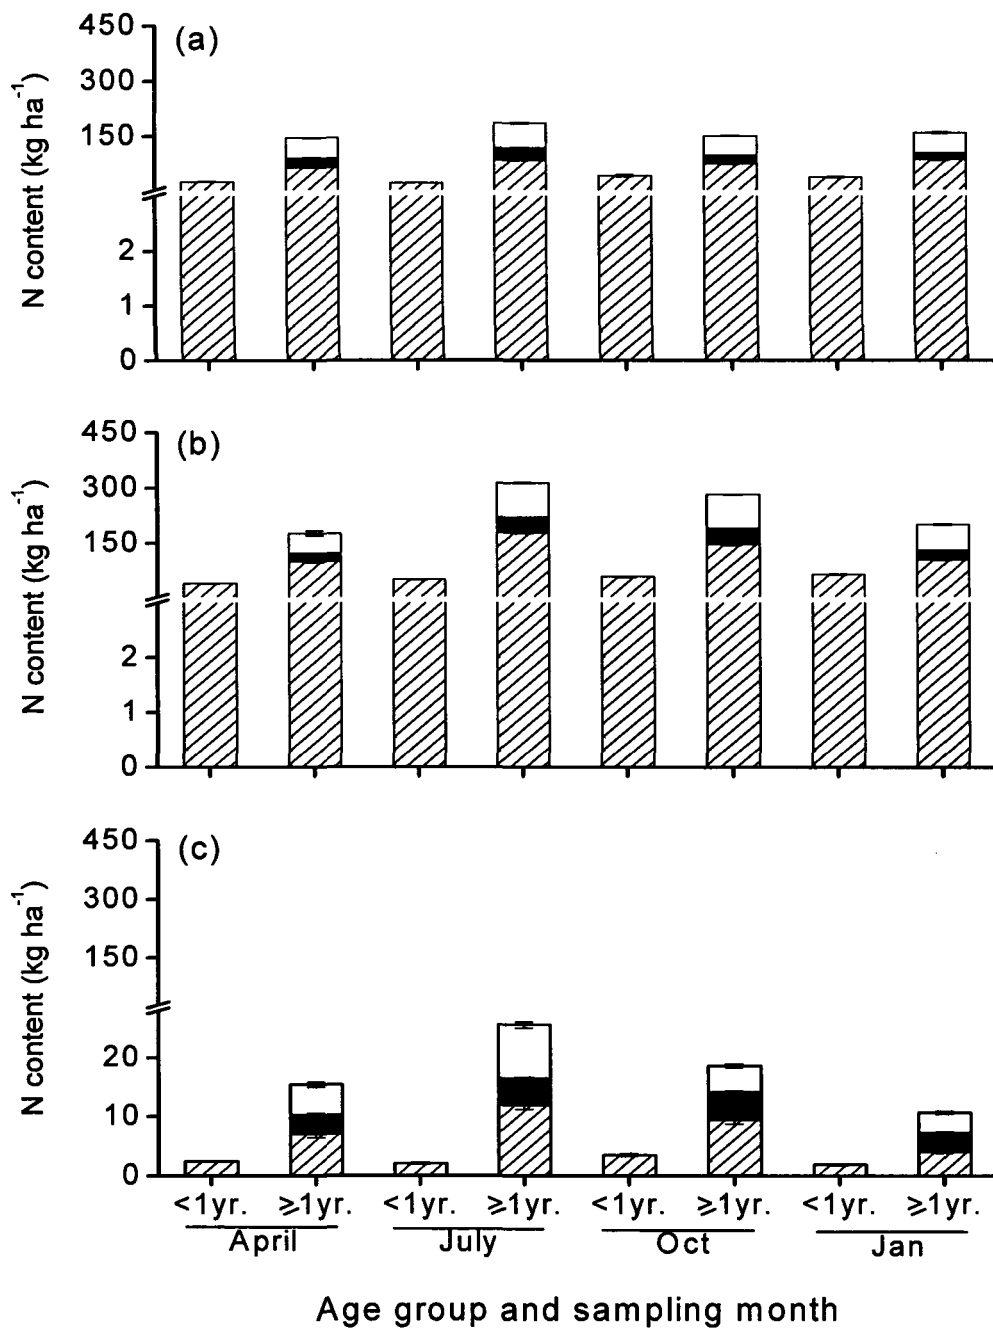 (a)
N content (kg ha⁻¹)
450
300
150
2
1
0
(b)
N content (kg ha⁻¹)
450
300
150
2
1
0
(c)
N content (kg ha⁻¹)
450
300
150
20
10
0
<1yr. ⩾1yr. <1yr. ⩾1yr. <1yr. ⩾1yr. <1yr. ⩾1yr.
April July Oct Jan
Age group and sampling month